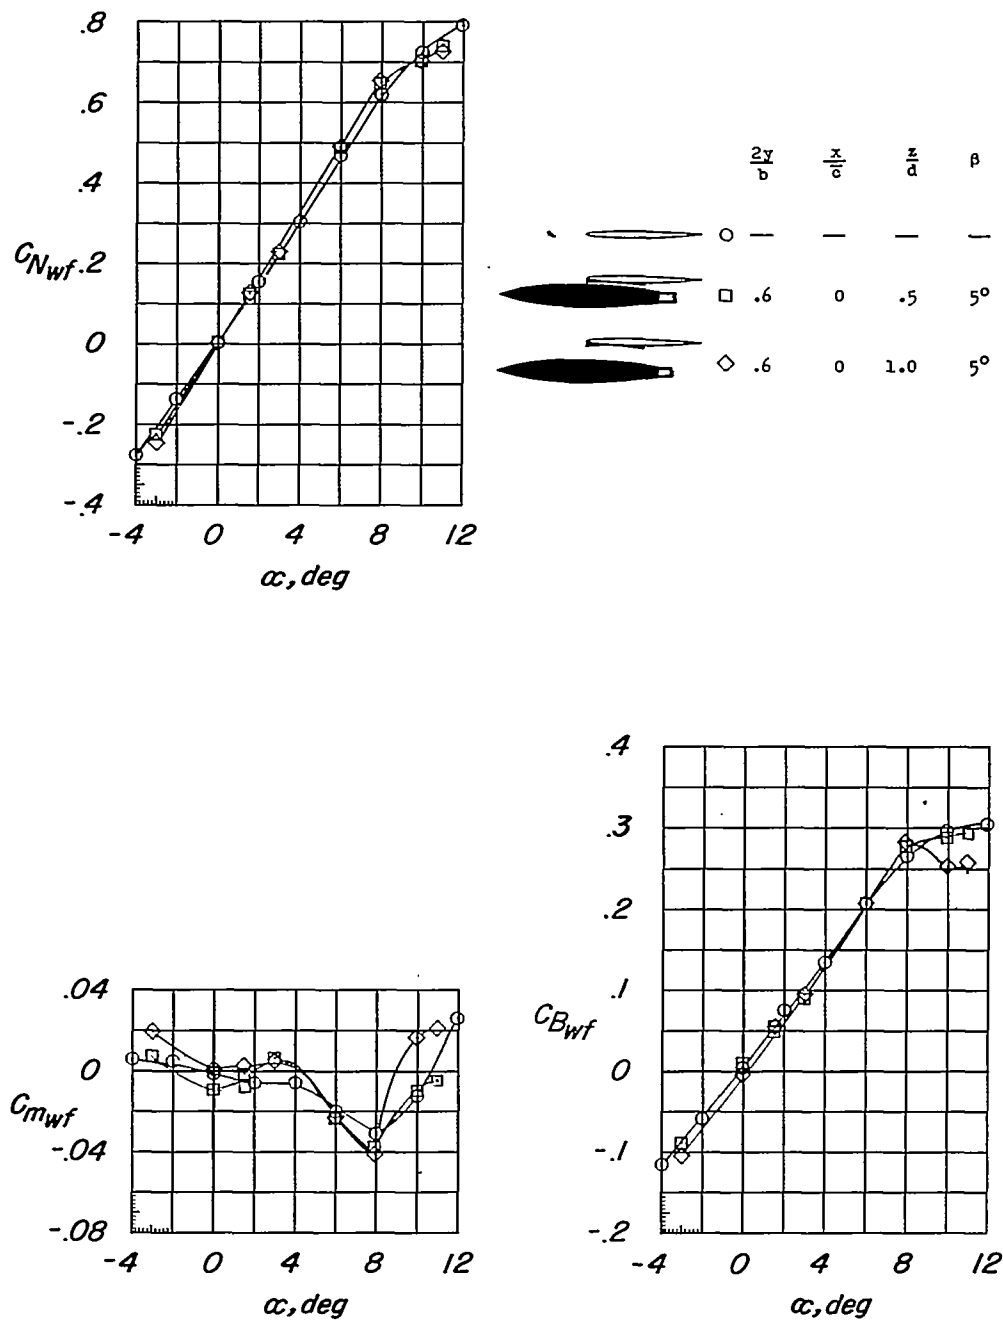 .8
.6
.4
C_Nwf .2
0
-.2
-.4
-4 0 4 8 12
α, deg
2y/b x/c̄ z/d β
— — — —
.6 0 .5 5°
.6 0 1.0 5°
.04
0
C_mwf
-.04
-.08
-4 0 4 8 12
α, deg
.4
.3
.2
.1
C_Bwf
0
-.1
-.2
-4 0 4 8 12
α, deg